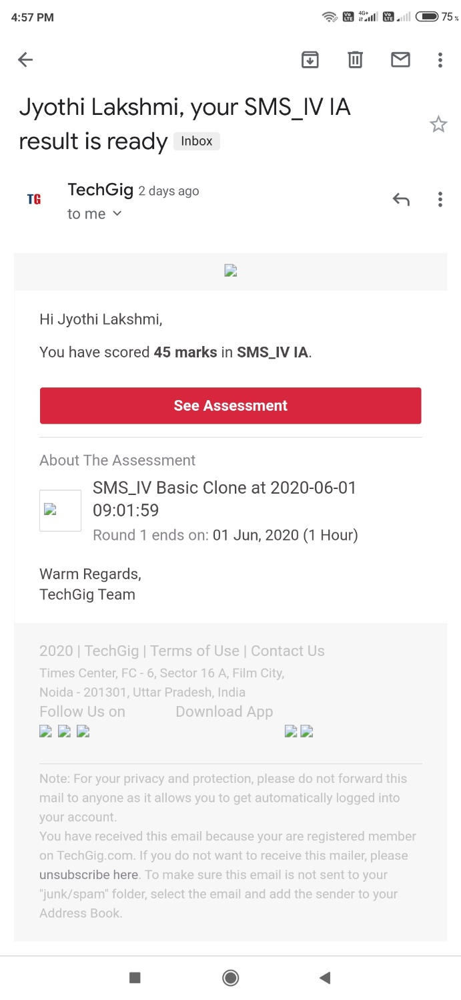 4:57 PM
Vo LTE 4G+ Vo LTE 75 %
Jyothi Lakshmi, your SMS_IV IA
result is ready Inbox
TG
TechGig 2 days ago
to me
Hi Jyothi Lakshmi,
You have scored 45 marks in SMS_IV IA.
See Assessment
About The Assessment
SMS_IV Basic Clone at 2020-06-01
09:01:59
Round 1 ends on: 01 Jun, 2020 (1 Hour)
Warm Regards,
TechGig Team
2020 | TechGig | Terms of Use | Contact Us
Times Center, FC - 6, Sector 16 A, Film City,
Noida - 201301, Uttar Pradesh, India
Follow Us on Download App
Note: For your privacy and protection, please do not forward this
mail to anyone as it allows you to get automatically logged into
your account.
You have received this email because your are registered member
on TechGig.com. If you do not want to receive this mailer, please
unsubscribe here. To make sure this email is not sent to your
"junk/spam" folder, select the email and add the sender to your
Address Book.